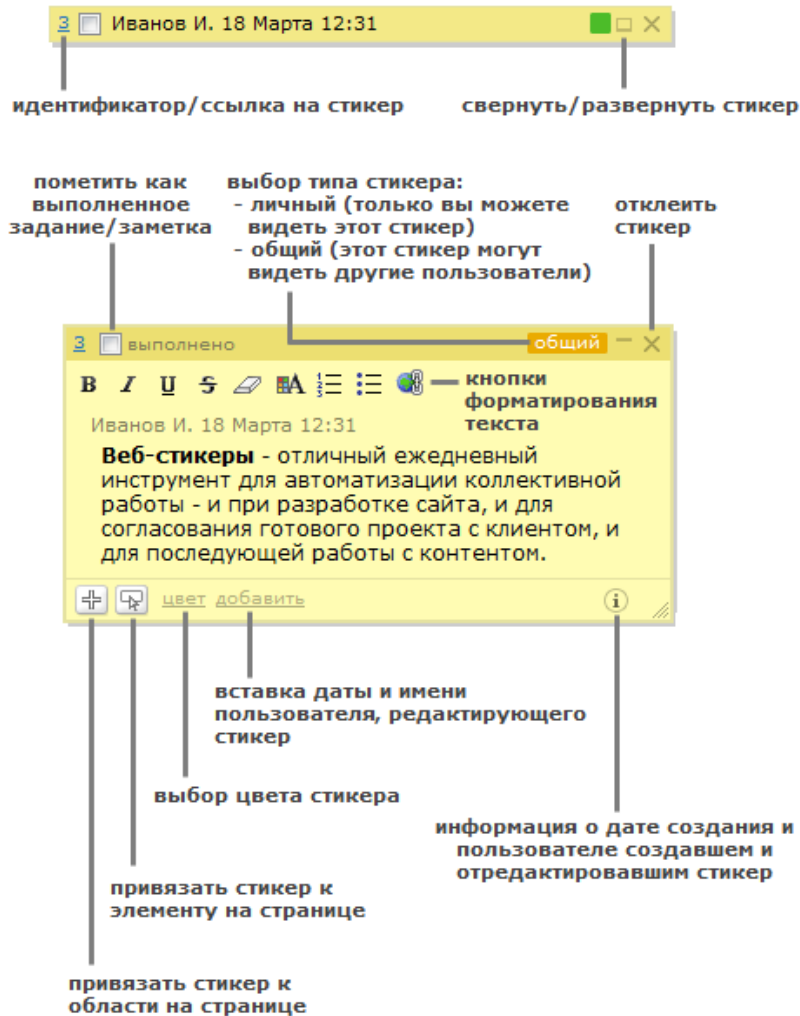 3 Иванов И. 18 Марта 12:31
идентификатор/ссылка на стикер
свернуть/развернуть стикер
пометить как
выполненное
задание/заметка
выбор типа стикера:
- личный (только вы можете
видеть этот стикер)
- общий (этот стикер могут
видеть другие пользователи)
отклеить
стикер
3 выполнено общий
B I U S A
кнопки
форматирования
текста
Иванов И. 18 Марта 12:31
Веб-стикеры - отличный ежедневный
инструмент для автоматизации коллективной
работы - и при разработке сайта, и для
согласования готового проекта с клиентом, и
для последующей работы с контентом.
цвет добавить
вставка даты и имени
пользователя, редактирующего
стикер
выбор цвета стикера
информация о дате создания и
пользователе создавшем и
отредактировавшим стикер
привязать стикер к
элементу на странице
привязать стикер к
области на странице